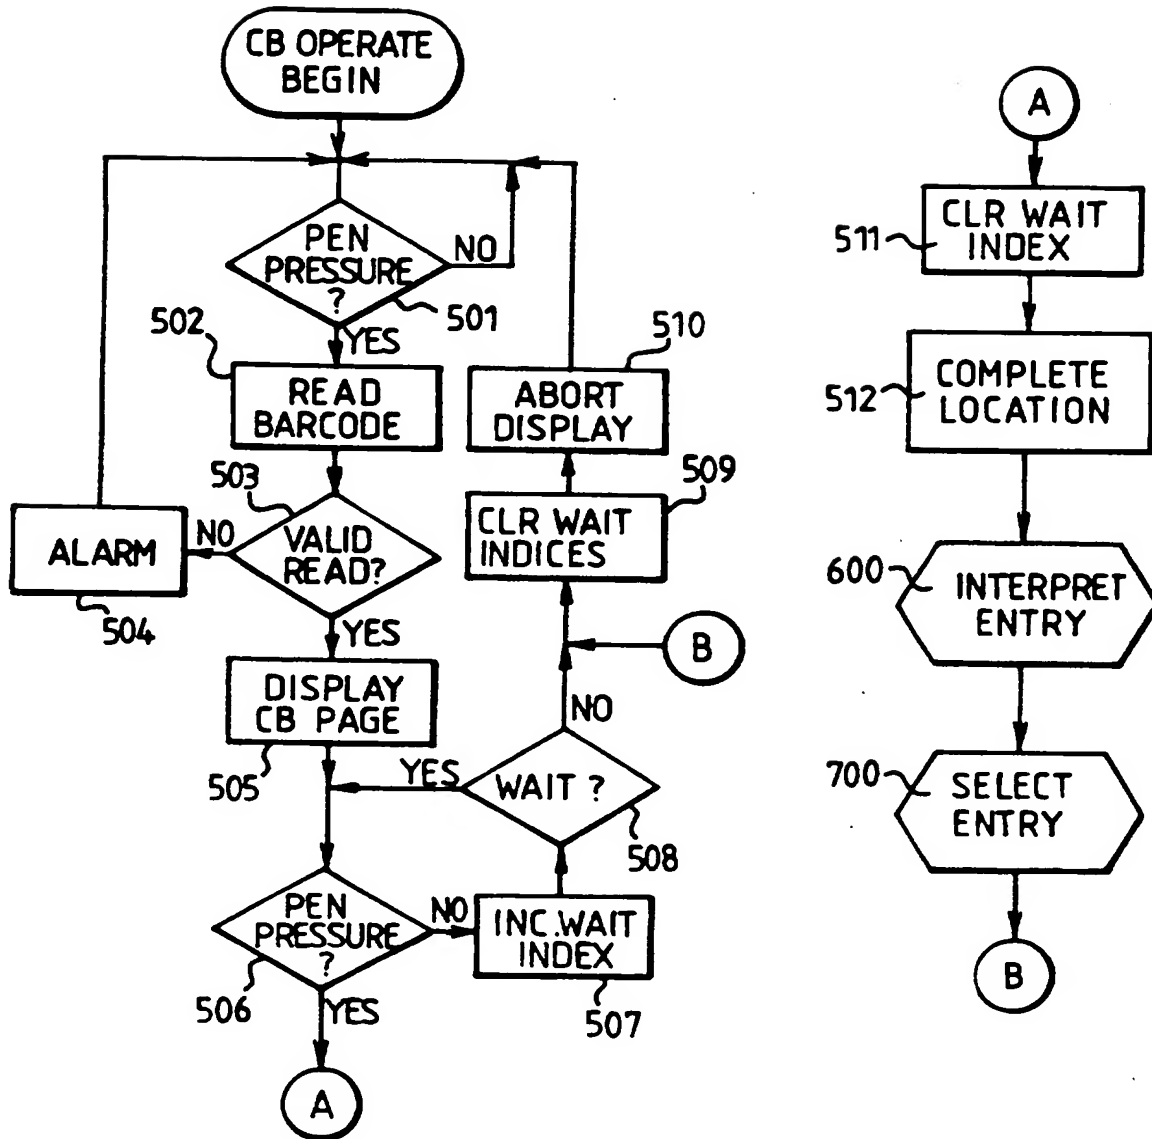 CB OPERATE
BEGIN
PEN
PRESSURE
?
NO
501
YES
502
READ
BARCODE
503
VALID
READ?
NO
ALARM
504
YES
DISPLAY
CB PAGE
505
PEN
PRESSURE
?
NO
506
YES
A
INC.WAIT
INDEX
507
WAIT ?
YES
508
NO
B
CLR WAIT
INDICES
509
ABORT
DISPLAY
510
A
CLR WAIT
INDEX
511
COMPLETE
LOCATION
512
INTERPRET
ENTRY
600
SELECT
ENTRY
700
B